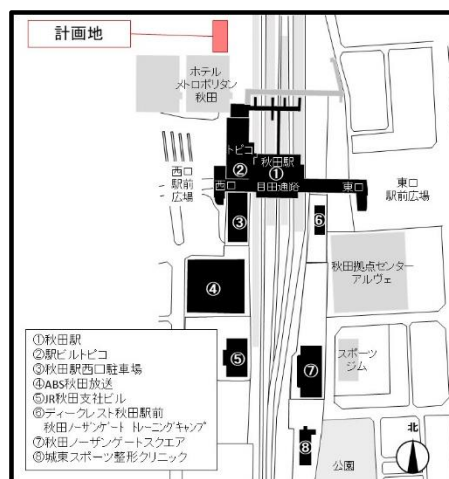 計画地
ホテル
メトロポリタン
秋田
トピコ
②
秋田駅
①
西口
駅前
広場
西口
自由通路
東口
東口
駅前広場
③
⑥
④
秋田拠点センター
アルヴェ
⑤
⑦
スポーツ
ジム
⑧
公園
北
①秋田駅
②駅ビルトピコ
③秋田駅西口駐車場
④ABS秋田放送
⑤JR秋田支社ビル
⑥ディークレスト秋田駅前
秋田ノーザンゲート トレーニングキャンプ
⑦秋田ノーザンゲートスクエア
⑧城東スポーツ整形クリニック